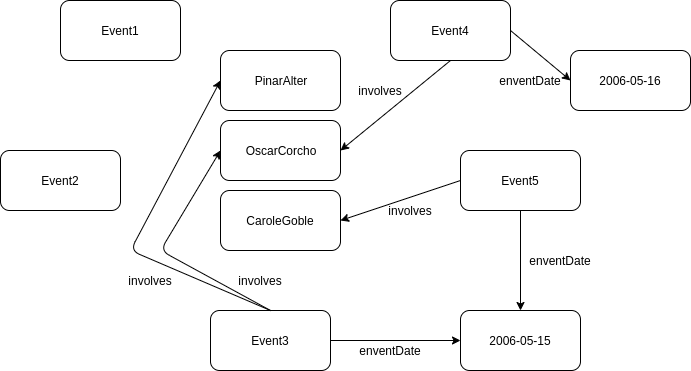 Event1
Event4
PinarAlter
enventDate
2006-05-16
involves
OscarCorcho
Event2
Event5
CaroleGoble
involves
enventDate
involves
involves
Event3
enventDate
2006-05-15